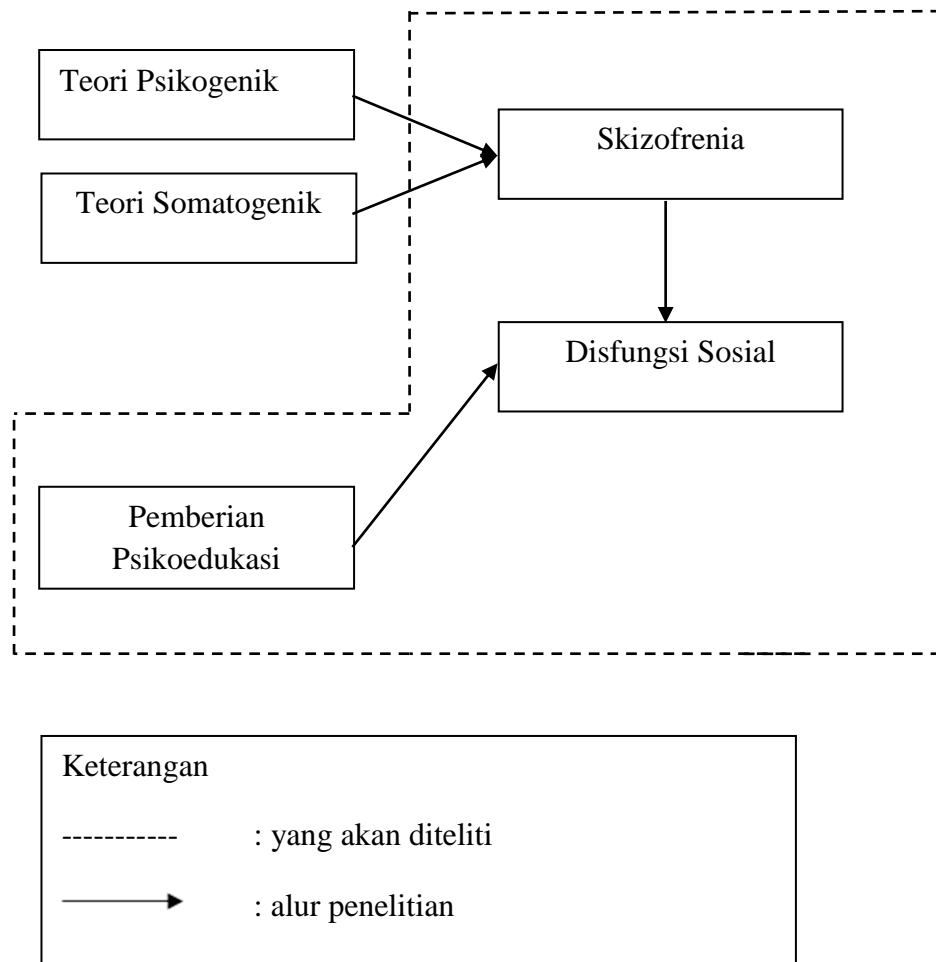 Teori Psikogenik
Skizofrenia
Teori Somatogenik
Disfungsi Sosial
Pemberian
Psikoedukasi
Keterangan
----------- : yang akan diteliti
: alur penelitian